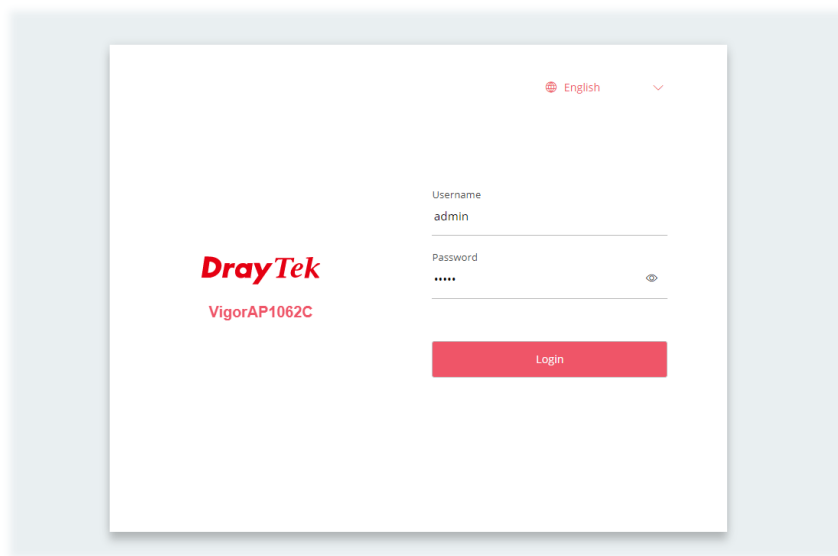 English
Username
admin
DrayTek
VigorAP1062C
Password
•••••
Login